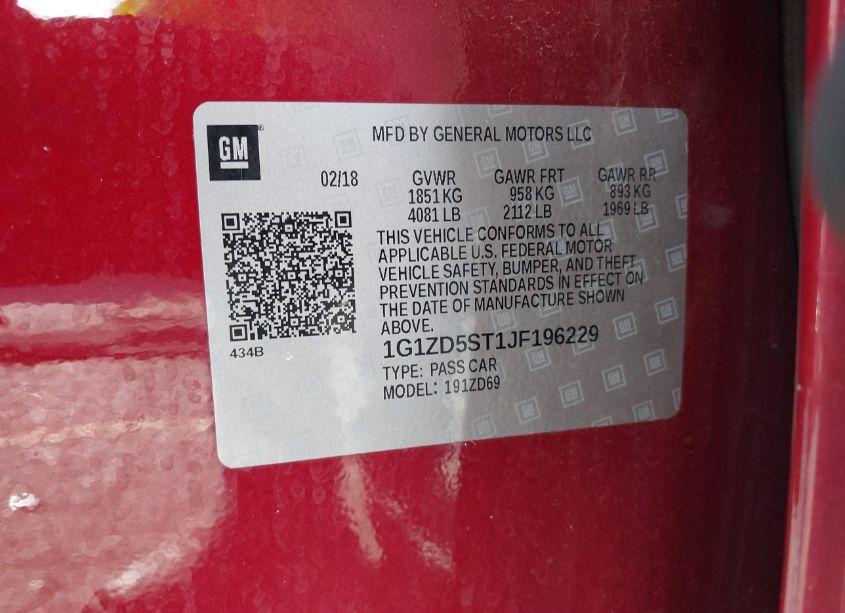 GM
MFD BY GENERAL MOTORS LLC
02/18 GVWR GAWR FRT GAWR RR
1851 KG 958 KG 893 KG
4081 LB 2112 LB 1969 LB
THIS VEHICLE CONFORMS TO ALL
APPLICABLE U.S. FEDERAL MOTOR
VEHICLE SAFETY, BUMPER, AND THEFT
PREVENTION STANDARDS IN EFFECT ON
THE DATE OF MANUFACTURE SHOWN
ABOVE.
434B
1G1ZD5ST1JF196229
TYPE: PASS CAR
MODEL: 191ZD69